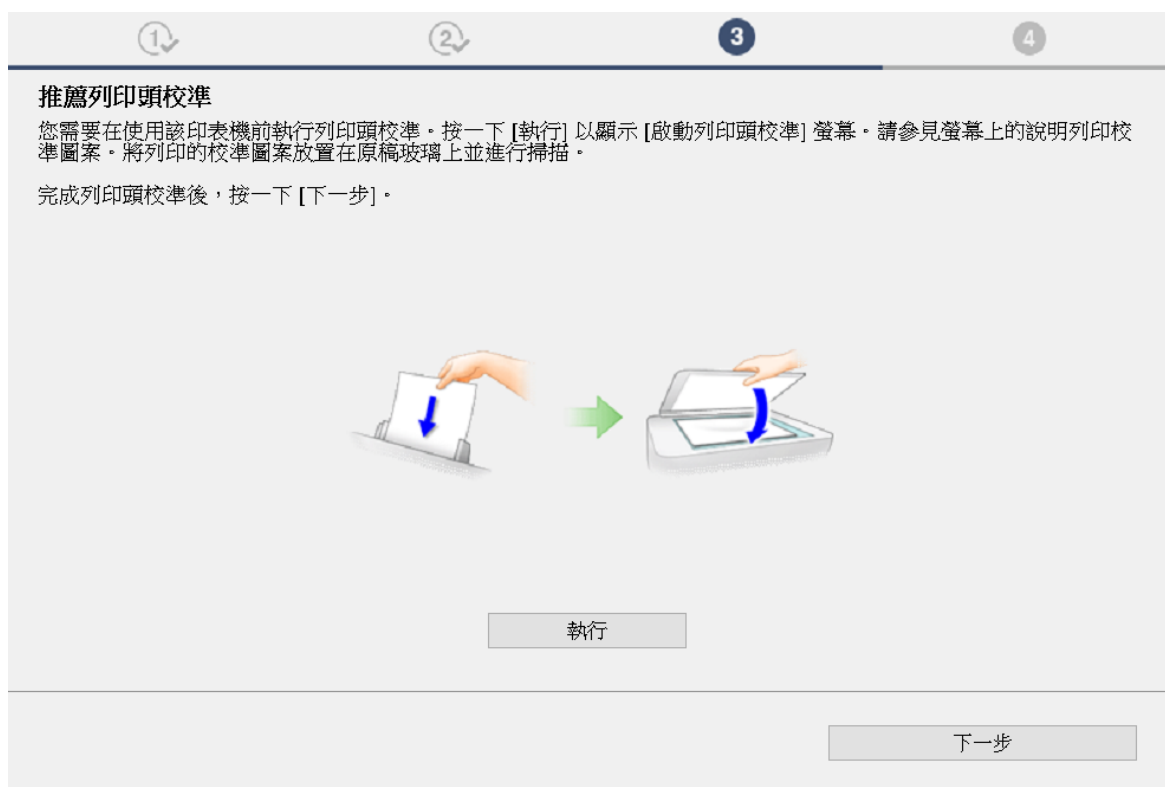 1 2 3 4
推薦列印頭校準
您需要在使用該印表機前執行列印頭校準。按一下 [執行] 以顯示 [啟動列印頭校準] 螢幕。請參見螢幕上的說明列印校
準圖案。將列印的校準圖案放置在原稿玻璃上並進行掃描。
完成列印頭校準後，按一下 [下一步]。
執行
下一步